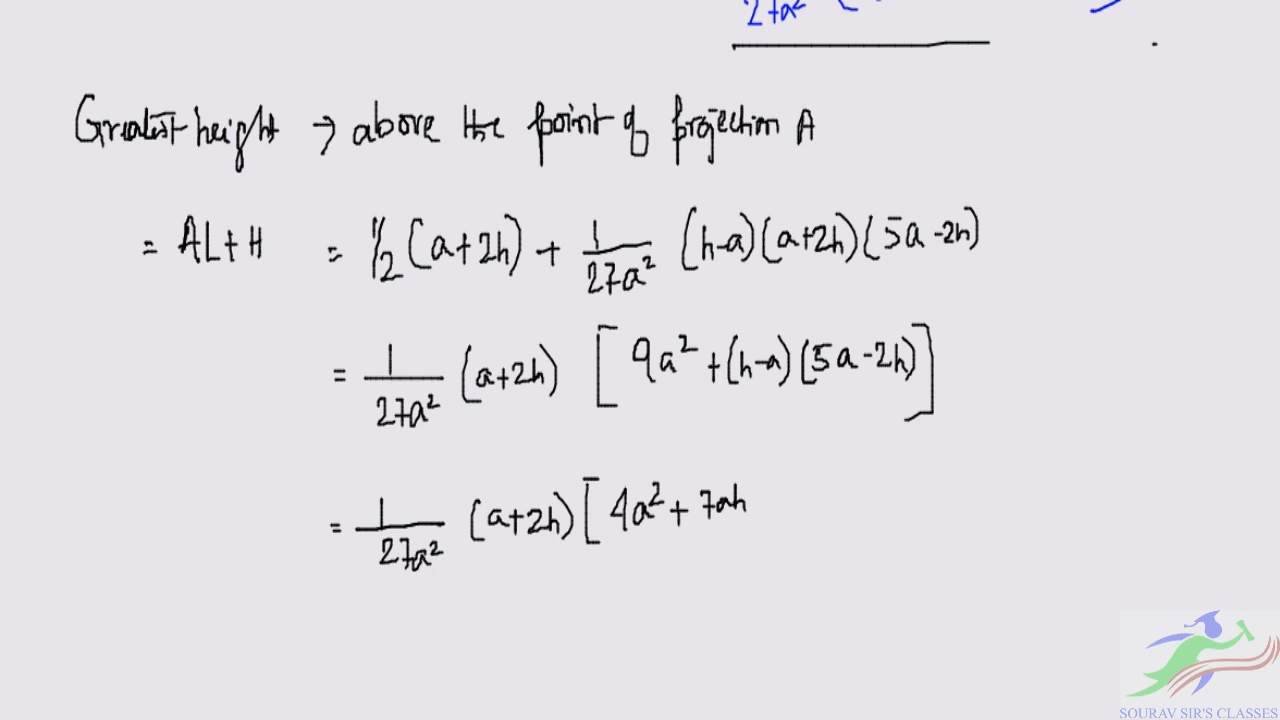 27a²
Greatest height → above the point of projection A
= AL + H = 1/2 (a+2h) + 1/27a² (h-a)(a+2h)(5a-2h)
= 1/27a² (a+2h) [9a² + (h-a)(5a-2h)]
= 1/27a² (a+2h) [4a² + 7ah
SOURAV SIR'S CLASSES